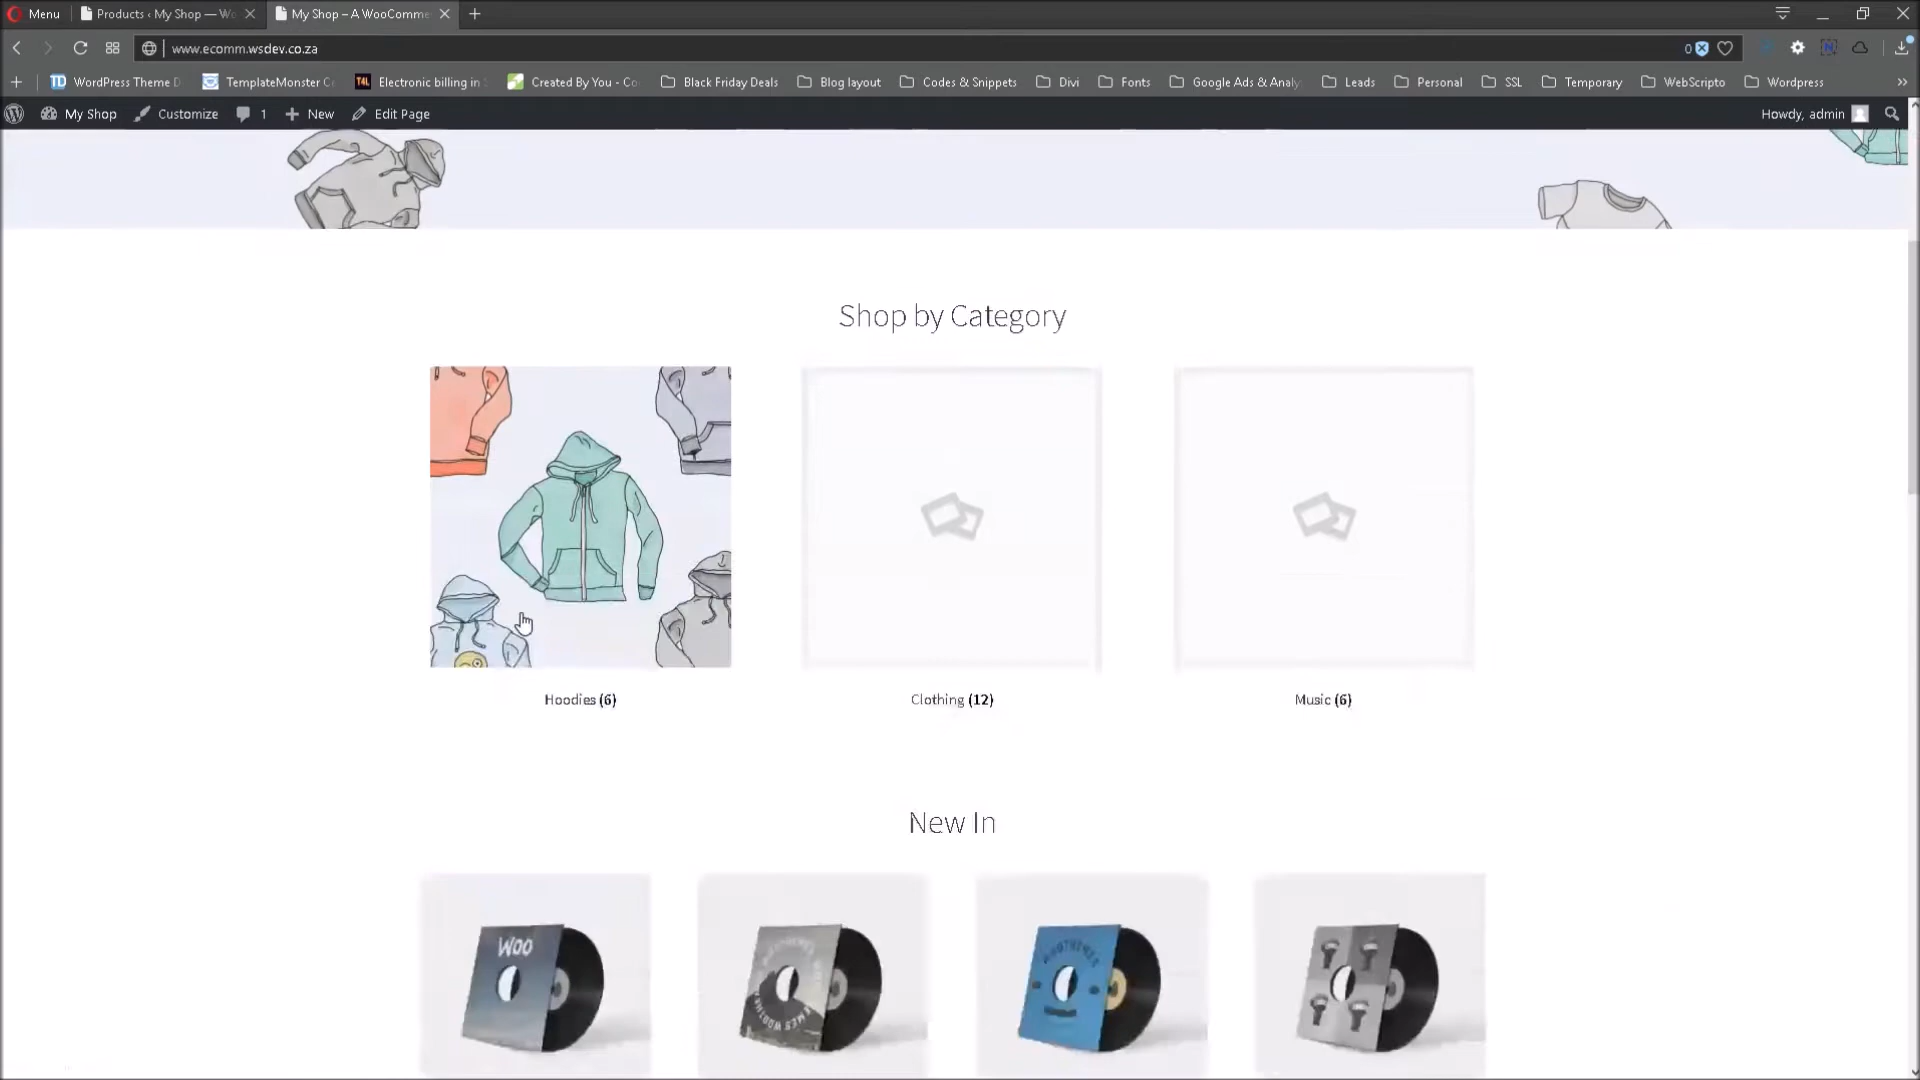 Menu
Products ‹ My Shop — Wo
My Shop – A WooComme
www.ecomm.wsdev.co.za
0
WordPress Theme D
TemplateMonster C
Electronic billing in
Created By You - Co
Black Friday Deals
Blog layout
Codes & Snippets
Divi
Fonts
Google Ads & Analy
Leads
Personal
SSL
Temporary
WebScripto
Wordpress
My Shop
Customize
1
New
Edit Page
Howdy, admin
Shop by Category
Hoodies (6)
Clothing (12)
Music (6)
New In
WOO
WOOTHEMES